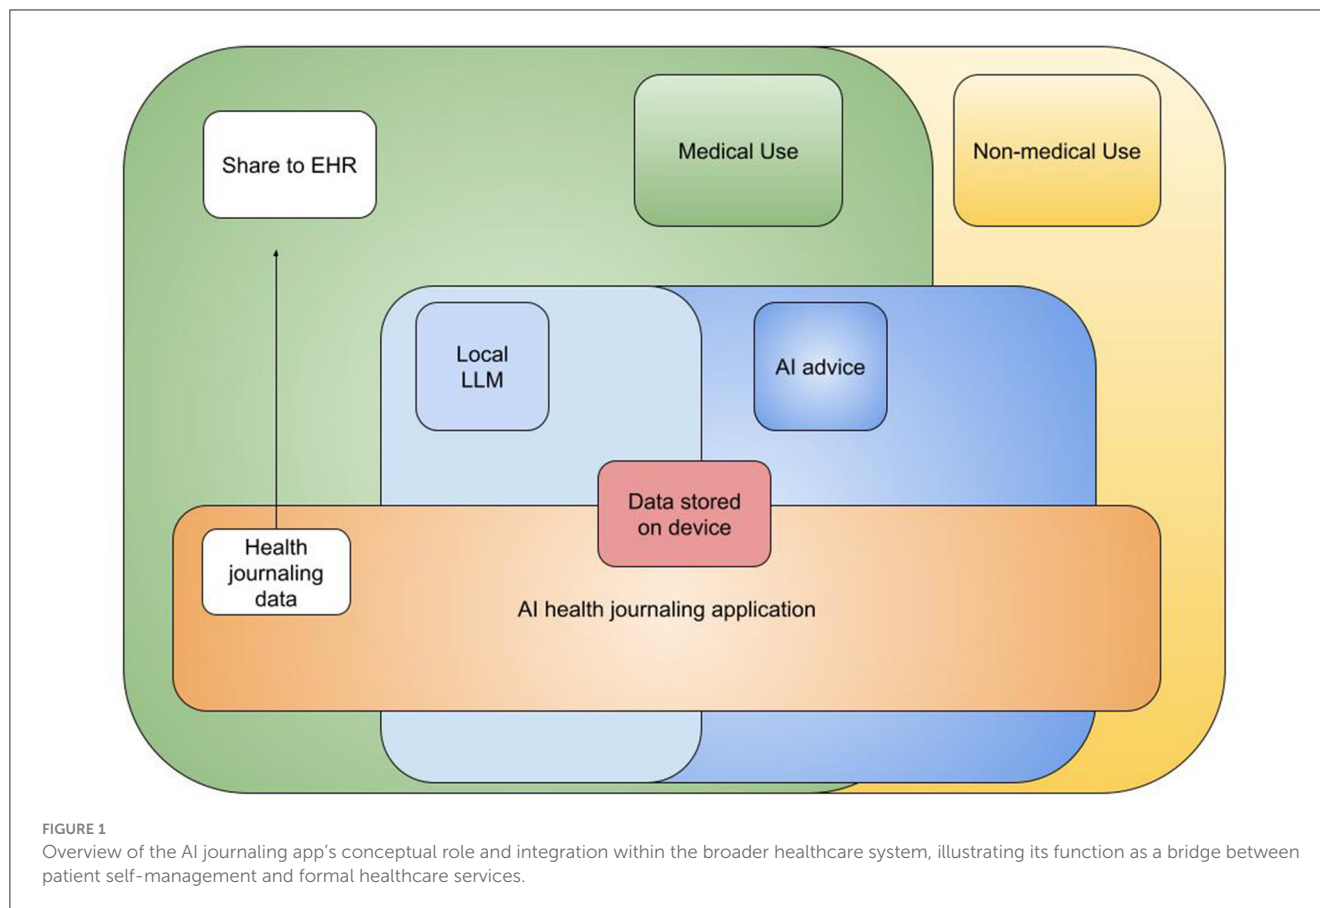 Share to EHR
Medical Use
Non-medical Use
Local
LLM
AI advice
Data stored
on device
Health
journaling
data
AI health journaling application
FIGURE 1
Overview of the AI journaling app’s conceptual role and integration within the broader healthcare system, illustrating its function as a bridge between
patient self-management and formal healthcare services.